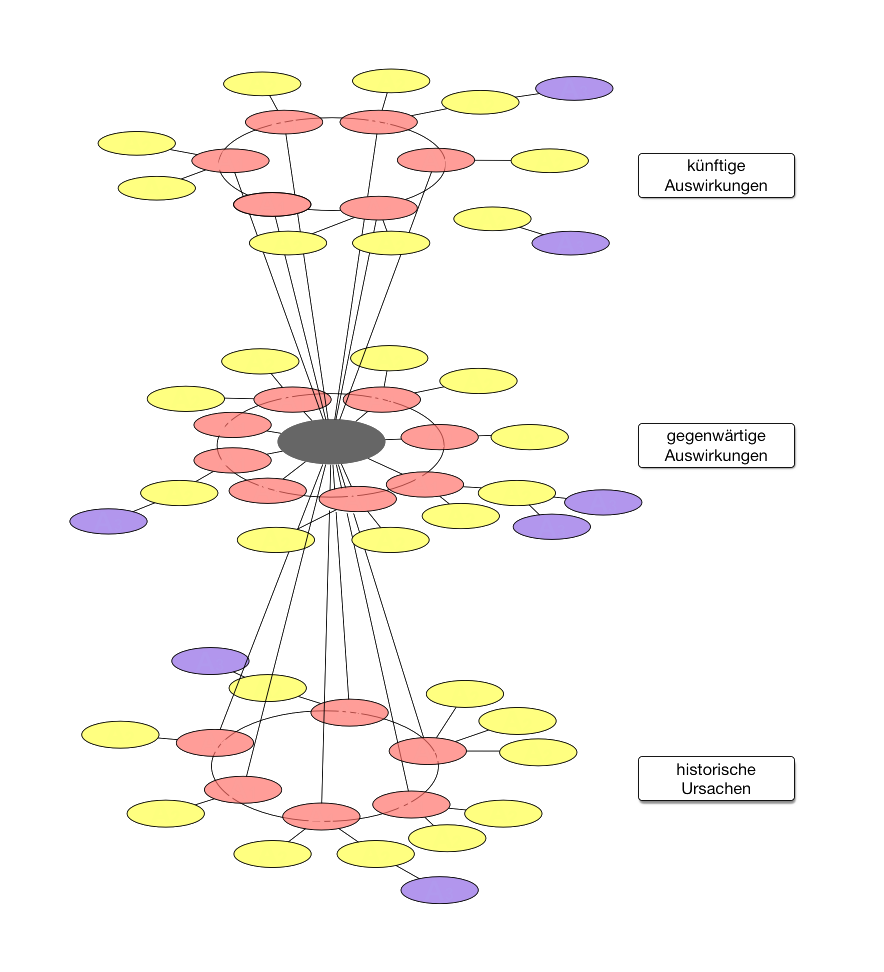 künftige
Auswirkungen
gegenwärtige
Auswirkungen
historische
Ursachen